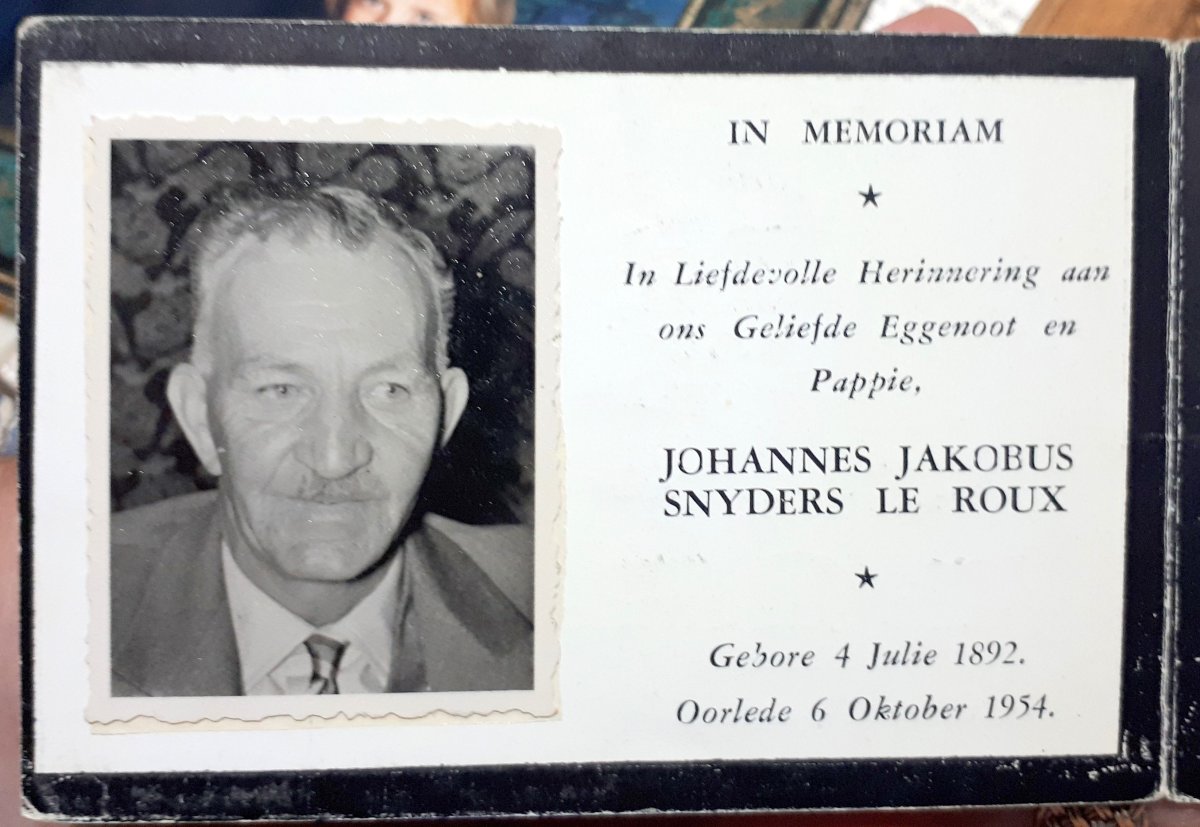 IN MEMORIAM
In Liefdevolle Herinnering aan
ons Geliefde Eggenoot en
Pappie,
JOHANNES JAKOBUS
SNYDERS LE ROUX
Gebore 4 Julie 1892.
Oorlede 6 Oktober 1954.